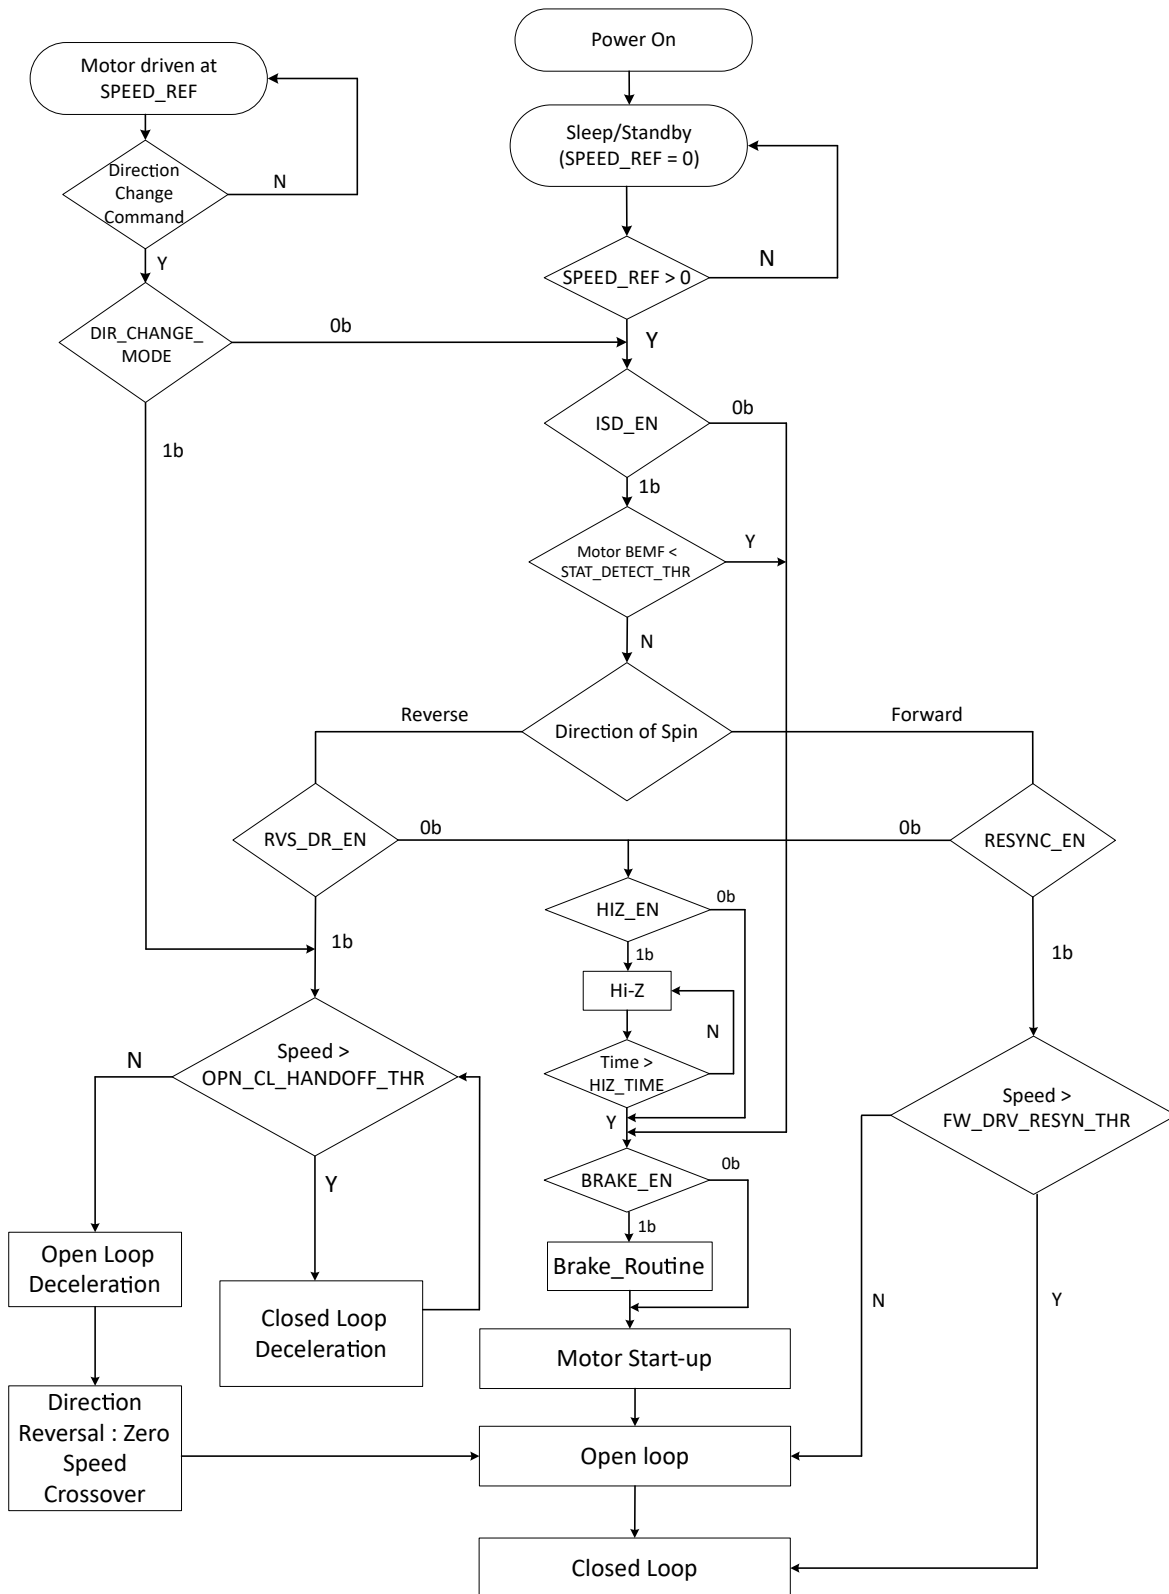 Power On
Motor driven at
SPEED_REF
Sleep/Standby
(SPEED_REF = 0)
Direction
Change
Command
N
Y
SPEED_REF > 0
N
Y
DIR_CHANGE_
MODE
0b
1b
ISD_EN
0b
1b
Motor BEMF <
STAT_DETECT_THR
Y
N
Direction of Spin
Reverse
Forward
RVS_DR_EN
0b
1b
RESYNC_EN
0b
1b
HIZ_EN
0b
1b
Hi-Z
Time >
HIZ_TIME
N
Y
Speed >
OPN_CL_HANDOFF_THR
N
Y
Speed >
FW_DRV_RESYN_THR
N
Y
BRAKE_EN
0b
1b
Brake_Routine
Open Loop
Deceleration
Closed Loop
Deceleration
Motor Start-up
Direction
Reversal : Zero
Speed
Crossover
Open loop
Closed Loop